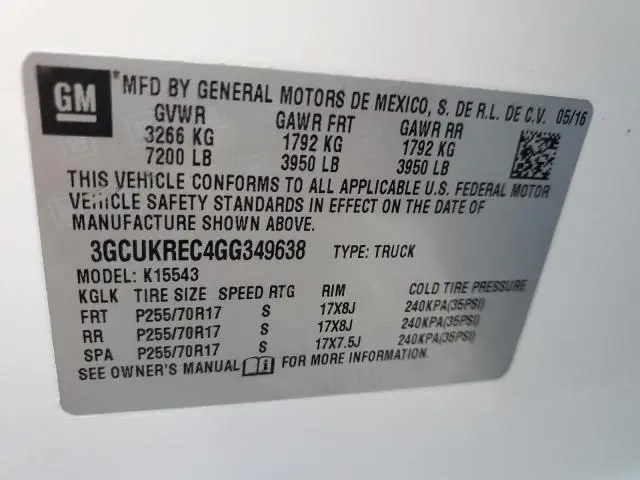 GM *MFD BY GENERAL MOTORS DE MEXICO, S. DE R.L. DE C.V. 05/16
GVWR GAWR FRT GAWR RR
3266 KG 1792 KG 1792 KG
7200 LB 3950 LB 3950 LB
THIS VEHICLE CONFORMS TO ALL APPLICABLE U.S. FEDERAL MOTOR
VEHICLE SAFETY STANDARDS IN EFFECT ON THE DATE OF
MANUFACTURE SHOWN ABOVE.
3GCUKREC4GG349638 TYPE: TRUCK
MODEL: K15543
KGLK TIRE SIZE SPEED RTG RIM COLD TIRE PRESSURE
FRT P255/70R17 S 17X8J 240KPA(35PSI)
RR P255/70R17 S 17X8J 240KPA(35PSI)
SPA P255/70R17 S 17X7.5J 240KPA(35PSI)
SEE OWNER'S MANUAL FOR MORE INFORMATION.